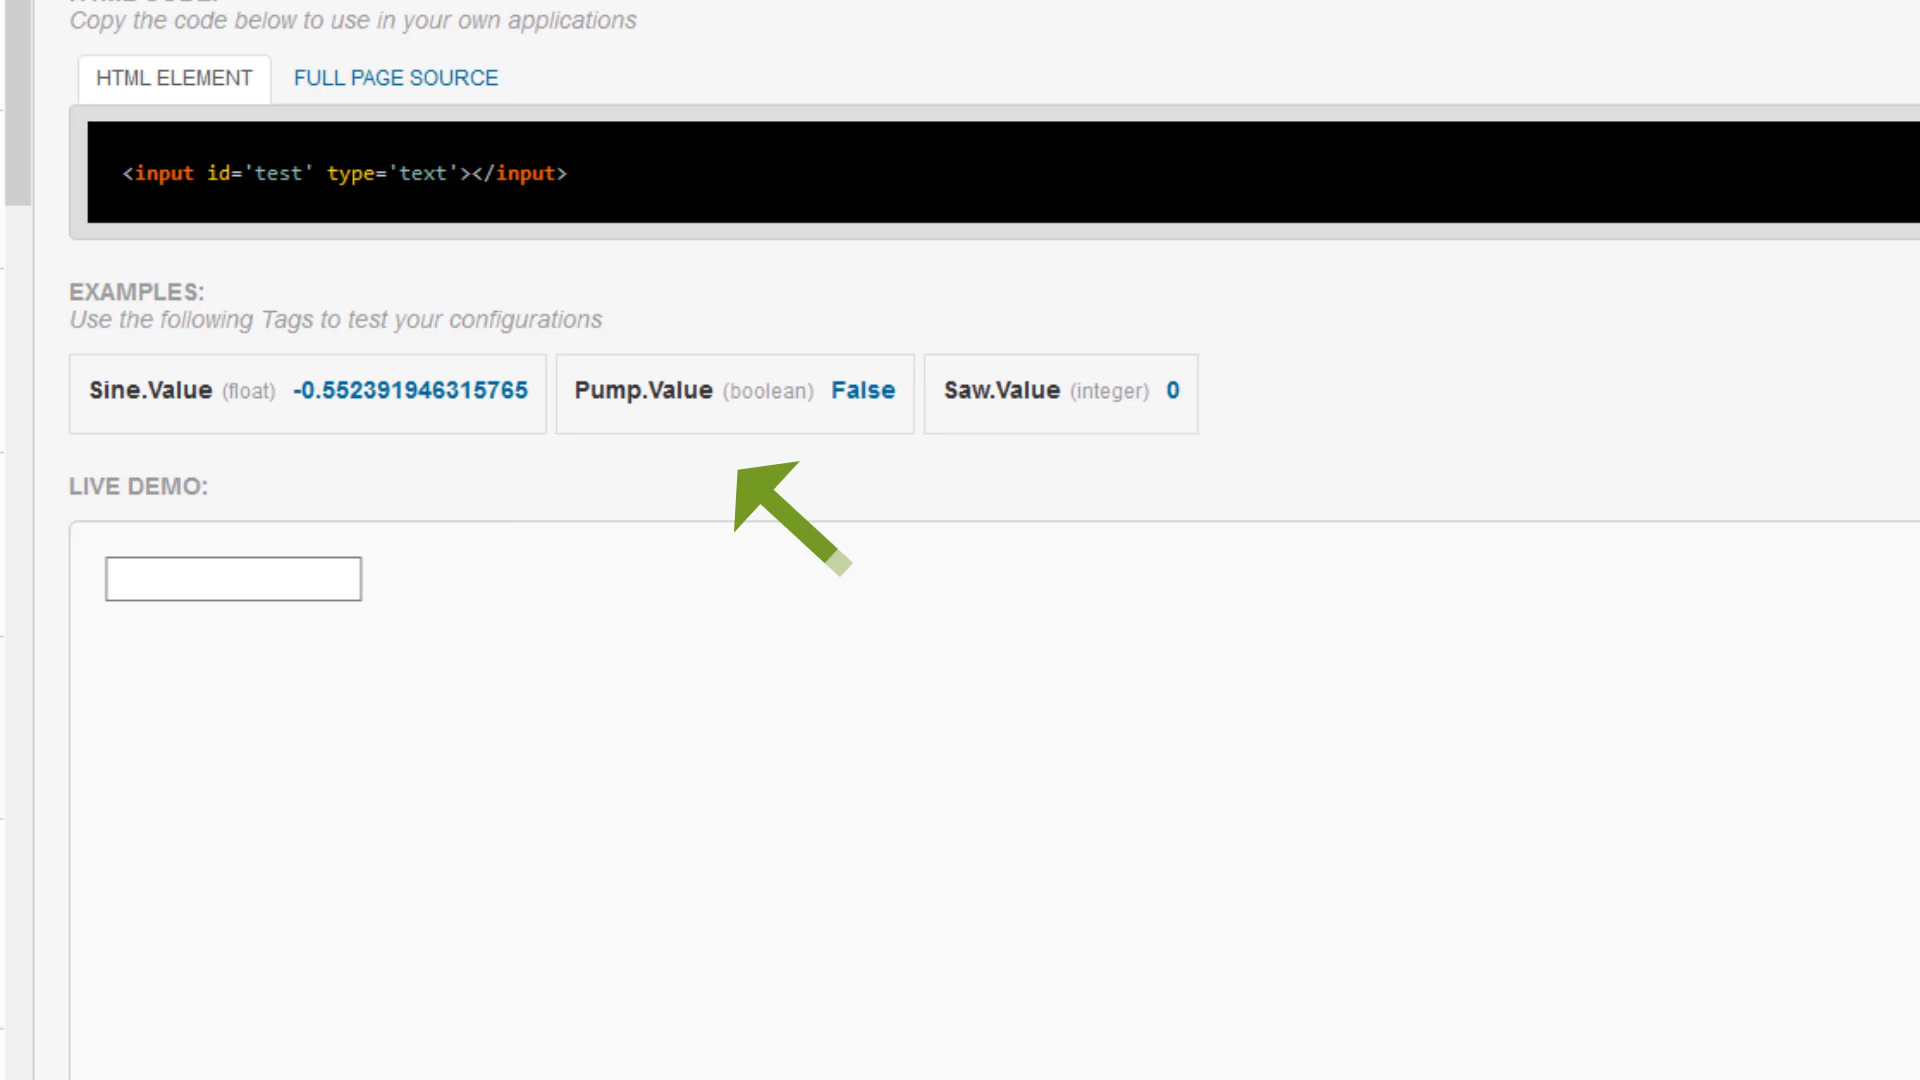 Copy the code below to use in your own applications
HTML ELEMENT FULL PAGE SOURCE
<input id='test' type='text'></input>
EXAMPLES:
Use the following Tags to test your configurations
Sine.Value (float) -0.552391946315765 Pump.Value (boolean) False Saw.Value (integer) 0
LIVE DEMO: